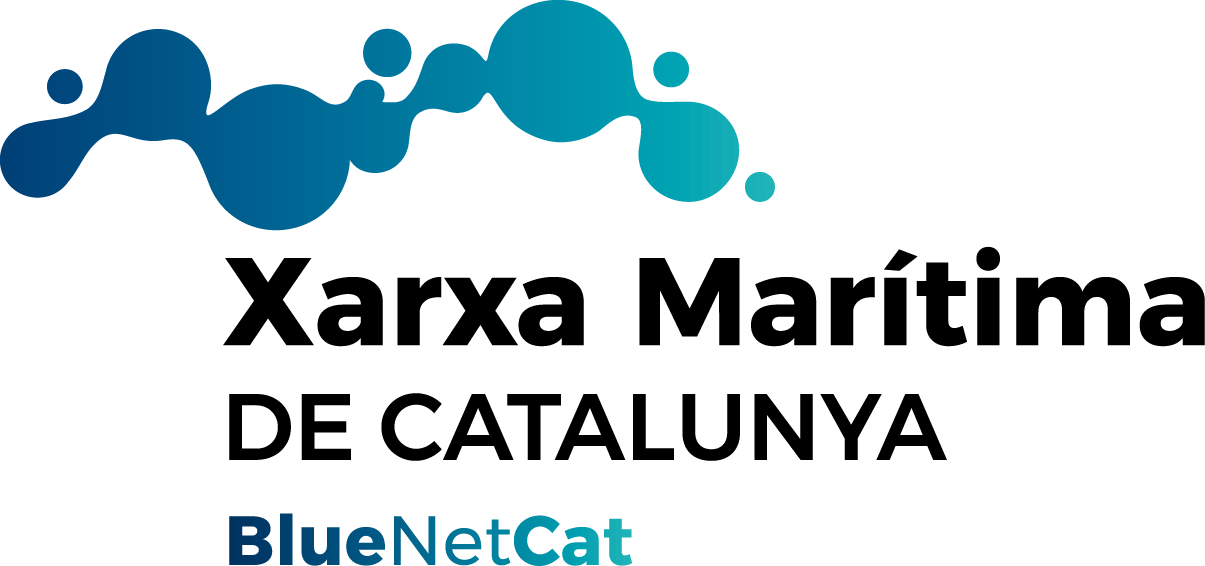 Xarxa Marítima
DE CATALUNYA
BlueNetCat